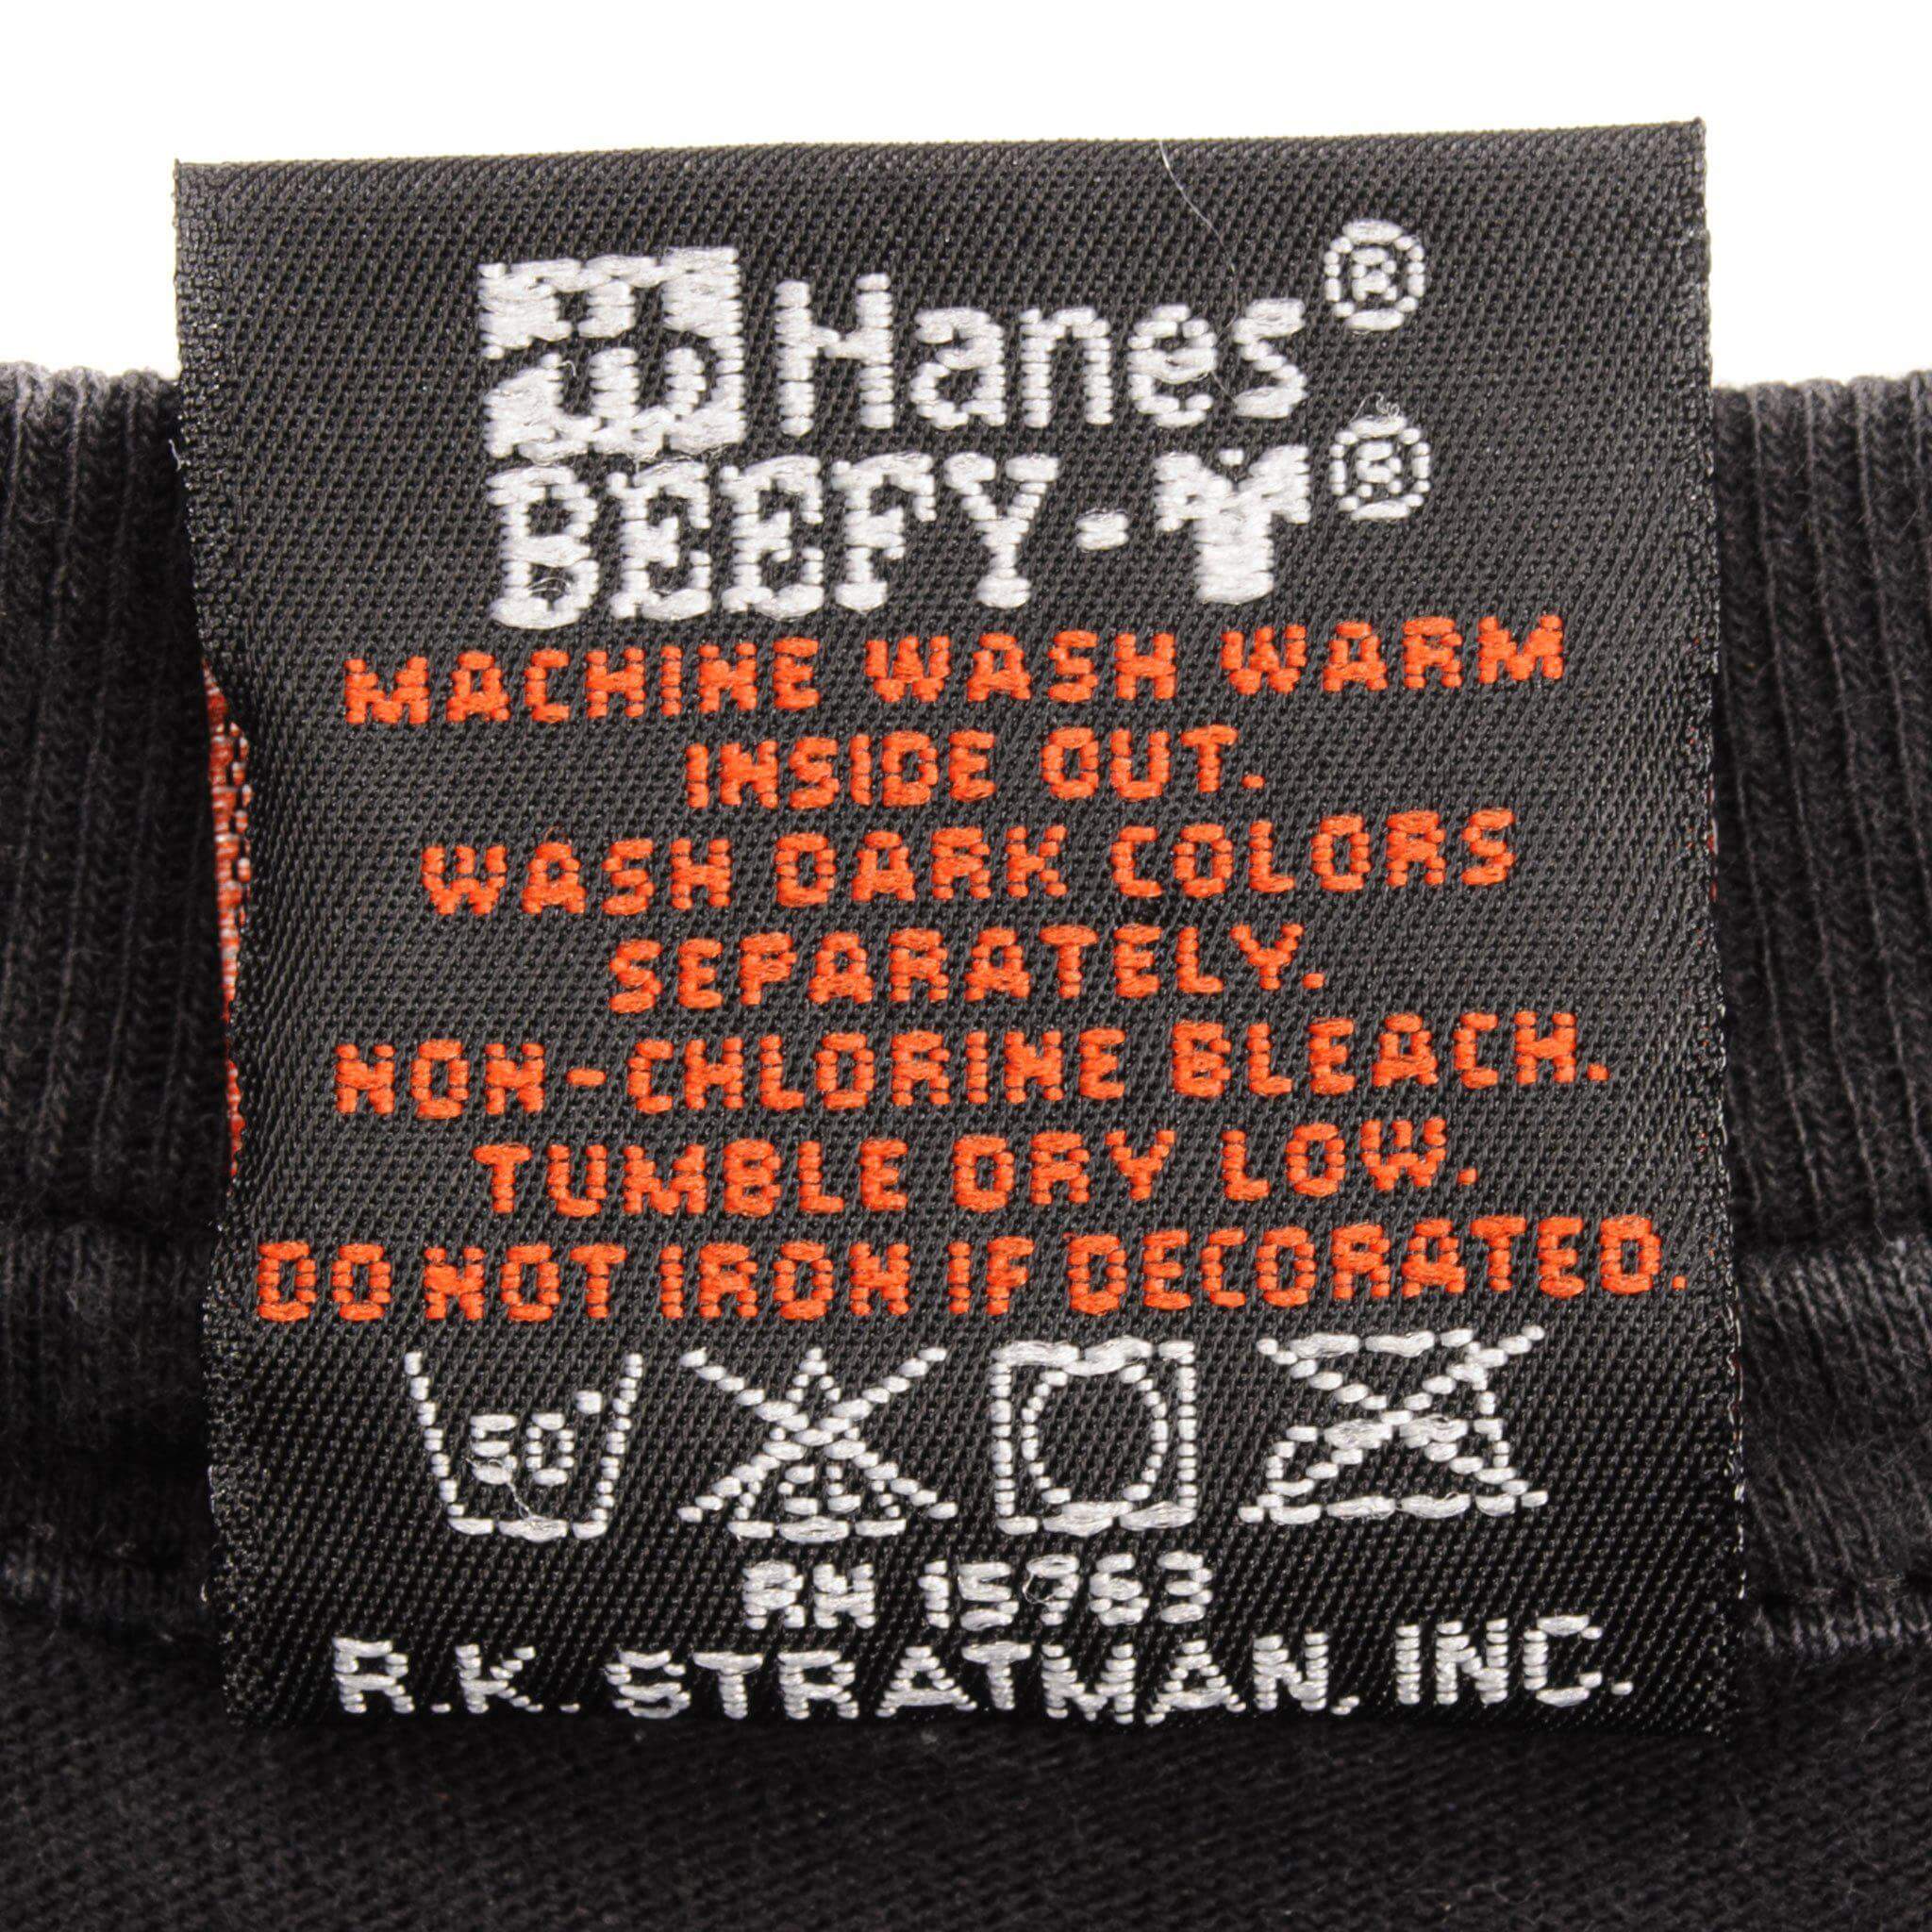 Hanes®
BEEFY-T®
MACHINE WASH WARM
INSIDE OUT.
WASH DARK COLORS
SEPARATELY.
NON-CHLORINE BLEACH.
TUMBLE DRY LOW.
DO NOT IRON IF DECORATED.
50° CL
RN 15763
R.K. STRATMAN, INC.